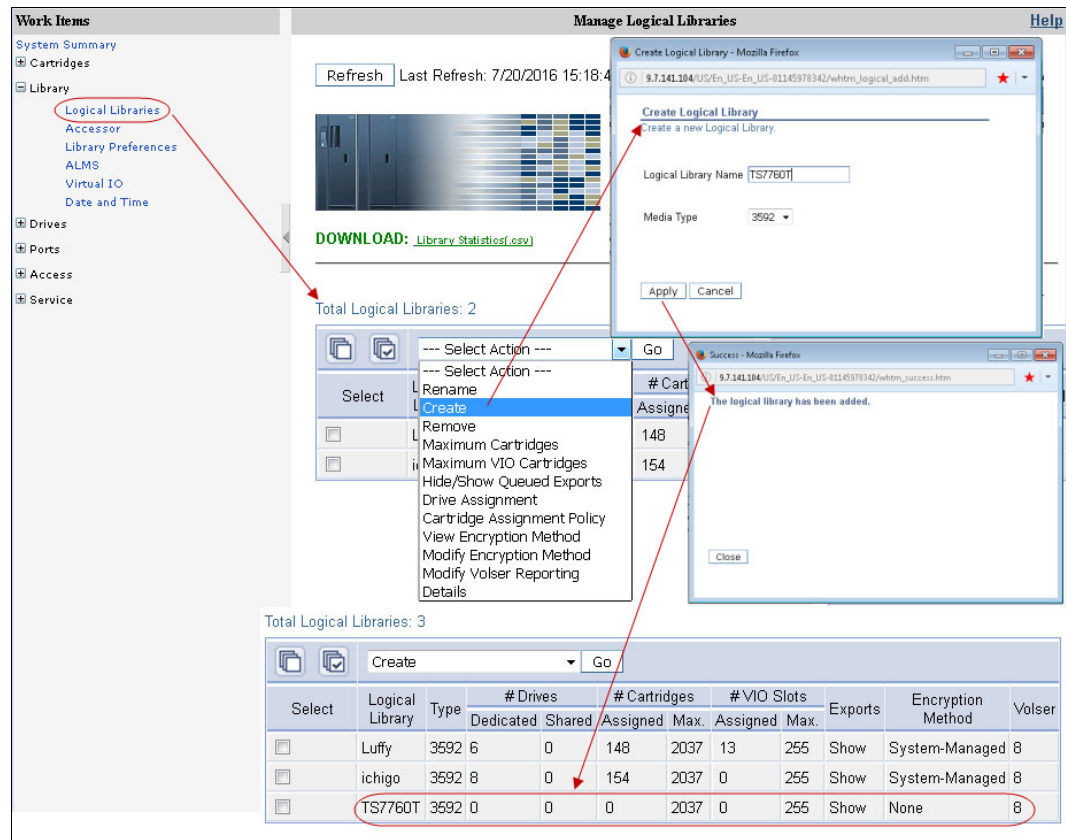 Work Items
Manage Logical Libraries
Help
System Summary
Cartridges
Library
Logical Libraries
Accessor
Library Preferences
ALMS
Virtual IO
Date and Time
Drives
Ports
Access
Service
Refresh Last Refresh: 7/20/2016 15:18:4
DOWNLOAD: Library Statistics(.csv)
Total Logical Libraries: 2
--- Select Action --- Go
--- Select Action ---
Rename
Create
Remove
Maximum Cartridges
Maximum VIO Cartridges
Hide/Show Queued Exports
Drive Assignment
Cartridge Assignment Policy
View Encryption Method
Modify Encryption Method
Modify Volser Reporting
Details
Select
# Cart
Assigne
148
154
Create Logical Library - Mozilla Firefox
9.7.141.104/US/En_US-En_US-01145978342/whtm_logical_add.htm
Create Logical Library
Create a new Logical Library.
Logical Library Name TS7760T
Media Type 3592
Apply Cancel
Success - Mozilla Firefox
9.7.141.104/US/En_US-En_US-01145978342/whtm_success.htm
The logical library has been added.
Close
Total Logical Libraries: 3
Create Go
Select Logical Library Type # Drives # Cartridges # VIO Slots Exports Encryption Method Volser
Dedicated Shared Assigned Max. Assigned Max.
Luffy 3592 6 0 148 2037 13 255 Show System-Managed 8
ichigo 3592 8 0 154 2037 0 255 Show System-Managed 8
TS7760T 3592 0 0 0 2037 0 255 Show None 8